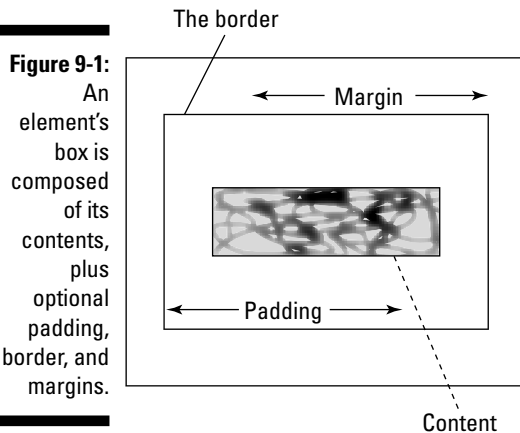 The border
Figure 9-1:
An
element's
box is
composed
of its
contents,
plus
optional
padding,
border, and
margins.
Margin
Padding
Content